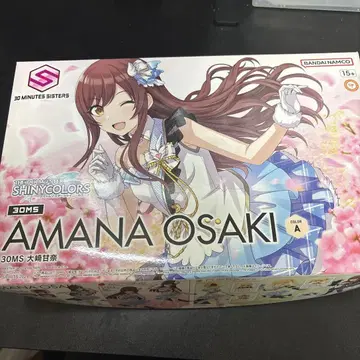 30 MINUTES SISTERS
BANDAI NAMCO
15+
SHINYCOLORS
30MS
AMANA OSAKI
COLOR
A
30MS 大崎甘奈